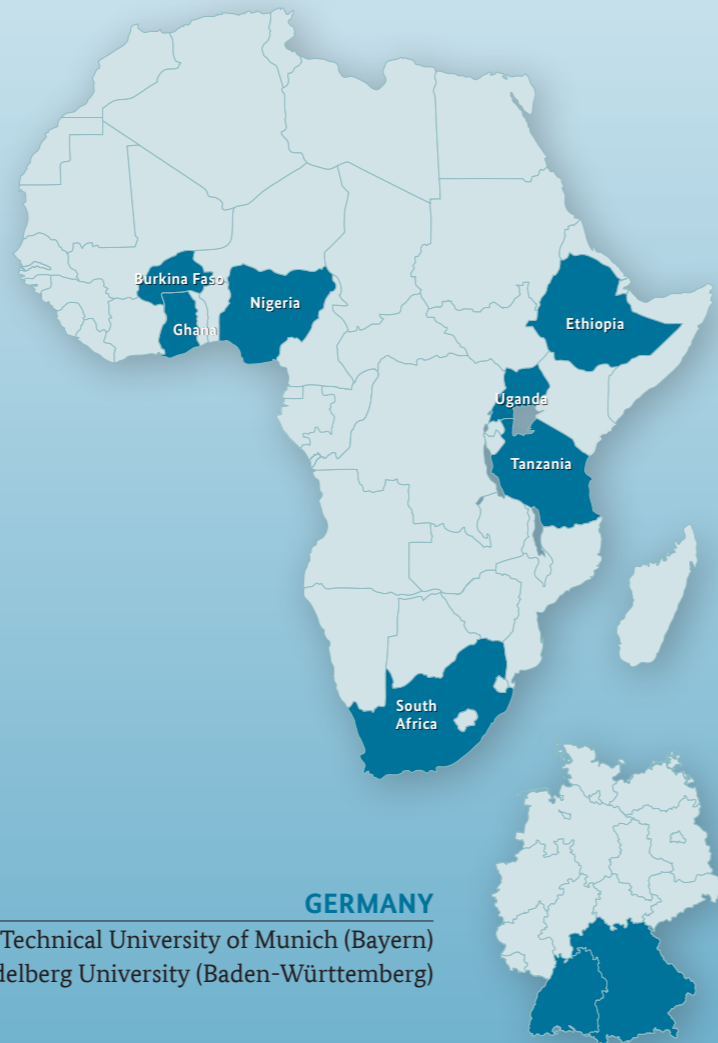 Burkina Faso
Nigeria
Ghana
Ethiopia
Uganda
Tanzania
South
Africa
GERMANY
Technical University of Munich (Bayern)
delberg University (Baden-Württemberg)